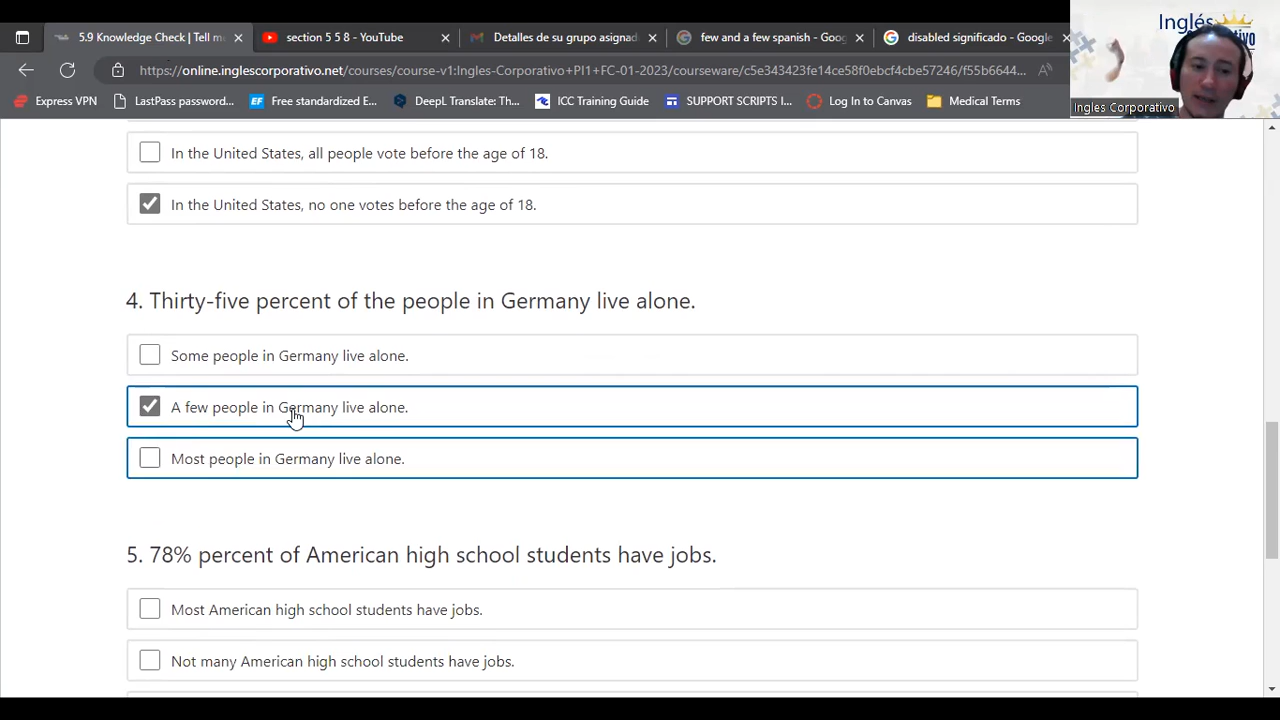 Inglés
5.9 Knowledge Check | Tell m
section 5 5 8 - YouTube
Detalles de su grupo asignad
few and a few spanish - Goog
disabled significado - Google
https://online.inglescorporativo.net/courses/course-v1:Ingles-Corporativo+PI1+FC-01-2023/courseware/c5e343423fe14ce58f0ebcf4cbe57246/f55b6644...
Express VPN
LastPass password...
EF
Free standardized E...
DeepL Translate: Th...
ICC Training Guide
SUPPORT SCRIPTS I...
Log In to Canvas
Medical Terms
Ingles Corporativo
In the United States, all people vote before the age of 18.
In the United States, no one votes before the age of 18.
4. Thirty-five percent of the people in Germany live alone.
Some people in Germany live alone.
A few people in Germany live alone.
Most people in Germany live alone.
5. 78% percent of American high school students have jobs.
Most American high school students have jobs.
Not many American high school students have jobs.